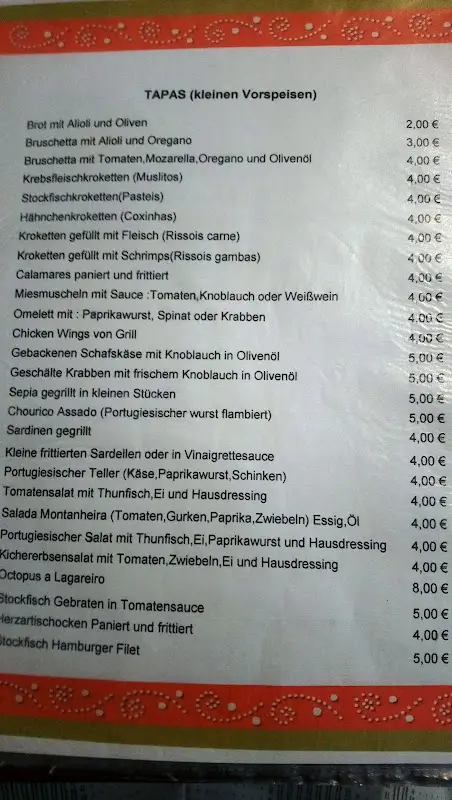 TAPAS (kleinen Vorspeisen)
Brot mit Alioli und Oliven 2,00 €
Bruschetta mit Alioli und Oregano 3,00 €
Bruschetta mit Tomaten,Mozarella,Oregano und Olivenöl 4,00 €
Krebsfleischkroketten (Muslitos) 4,00 €
Stockfischkroketten(Pasteis) 4,00 €
Hähnchenkroketten (Coxinhas) 4,00 €
Kroketten gefüllt mit Fleisch (Rissois carne) 4,00 €
Kroketten gefüllt mit Schrimps(Rissois gambas) 4,00 €
Calamares paniert und frittiert 4,00 €
Miesmuscheln mit Sauce :Tomaten,Knoblauch oder Weißwein 4,00 €
Omelett mit : Paprikawurst, Spinat oder Krabben 4,00 €
Chicken Wings von Grill 4,00 €
Gebackenen Schafskäse mit Knoblauch in Olivenöl 5,00 €
Geschälte Krabben mit frischem Knoblauch in Olivenöl 5,00 €
Sepia gegrillt in kleinen Stücken 5,00 €
Chourico Assado (Portugiesischer wurst flambiert) 5,00 €
Sardinen gegrillt 4,00 €
Kleine frittierten Sardellen oder in Vinaigrettesauce 4,00 €
Portugiesischer Teller (Käse,Paprikawurst,Schinken) 4,00 €
Tomatensalat mit Thunfisch,Ei und Hausdressing 4,00 €
Salada Montanheira (Tomaten,Gurken,Paprika,Zwiebeln) Essig,Öl 4,00 €
Portugiesischer Salat mit Thunfisch,Ei,Paprikawurst und Hausdressing 4,00 €
Kichererbsensalat mit Tomaten,Zwiebeln,Ei und Hausdressing 4,00 €
Octopus a Lagareiro 8,00 €
Stockfisch Gebraten in Tomatensauce 5,00 €
Herzartischocken Paniert und frittiert 4,00 €
Stockfisch Hamburger Filet 5,00 €